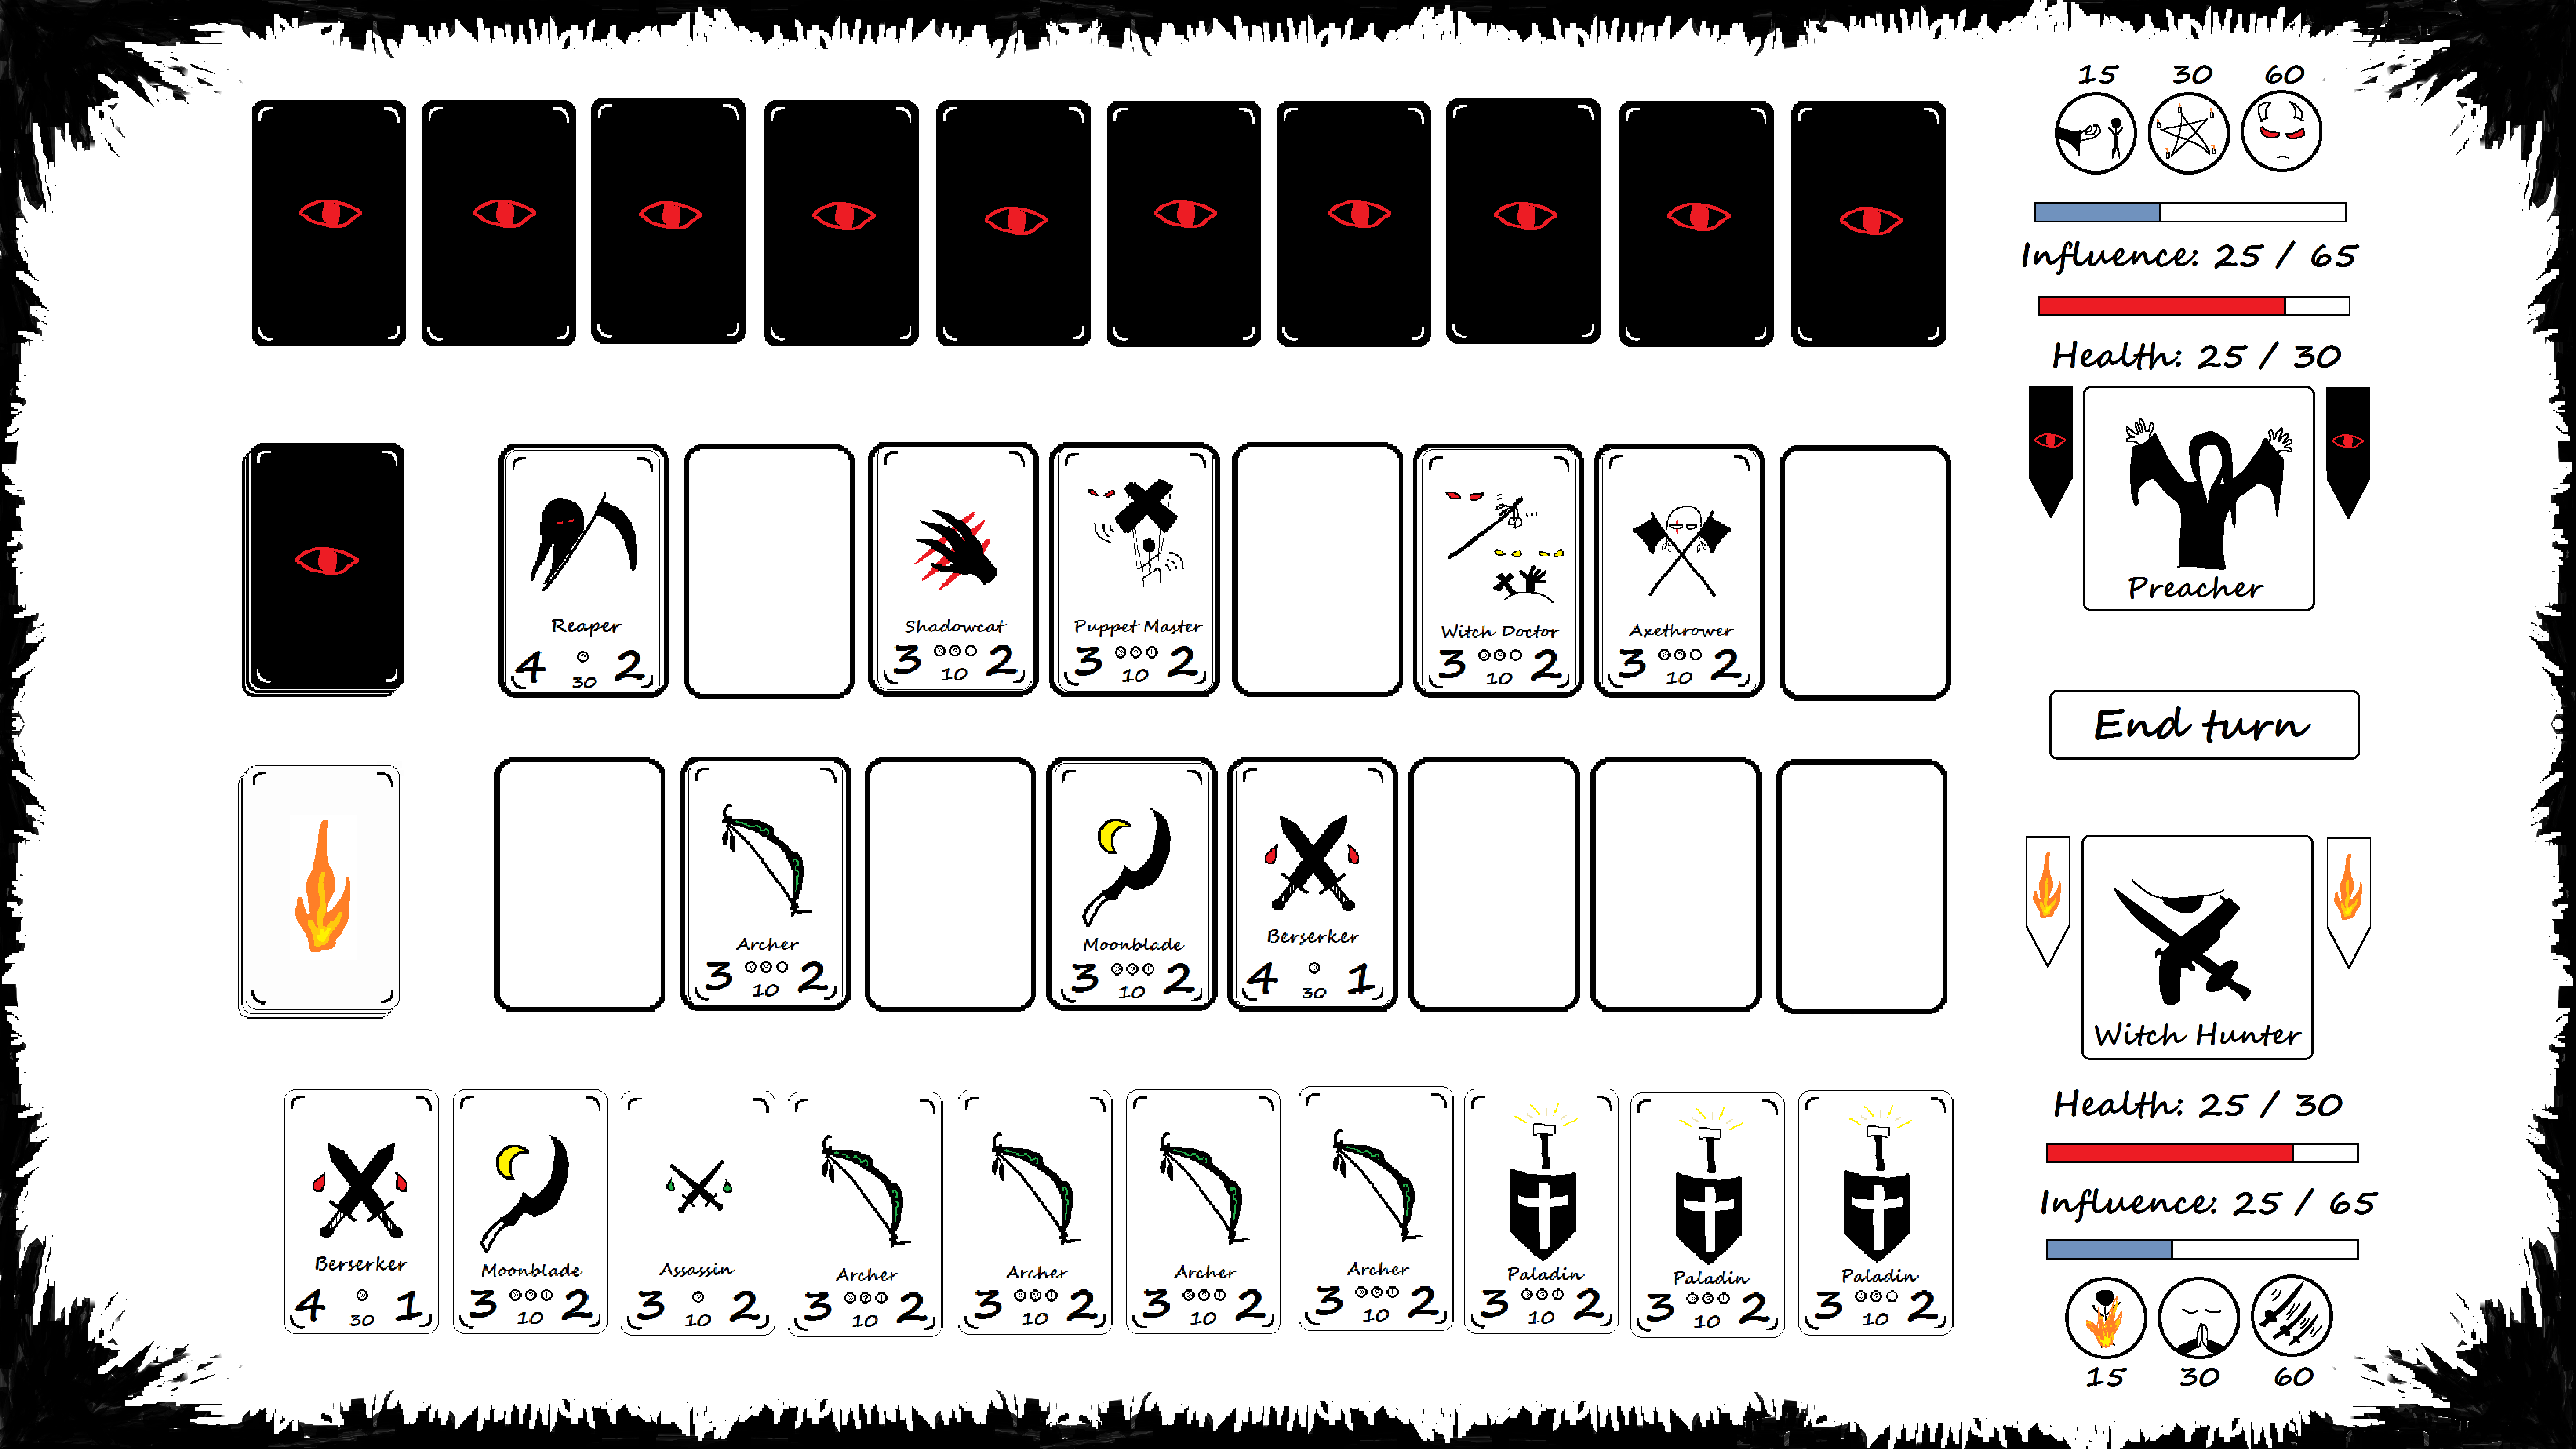 15 30 60
Influence: 25 / 65
Health: 25 / 30
Preacher
Reaper
4 2
30
Shadowcat
3 2
10
Puppet Master
3 2
10
Witch Doctor
3 2
10
Axethrower
3 2
10
End turn
Archer
3 2
10
Moonblade
3 2
10
Berserker
4 1
30
Witch Hunter
Health: 25 / 30
Influence: 25 / 65
15 30 60
Berserker
4 1
30
Moonblade
3 2
10
Assassin
3 2
10
Archer
3 2
10
Archer
3 2
10
Archer
3 2
10
Archer
3 2
10
Paladin
3 2
10
Paladin
3 2
10
Paladin
3 2
10